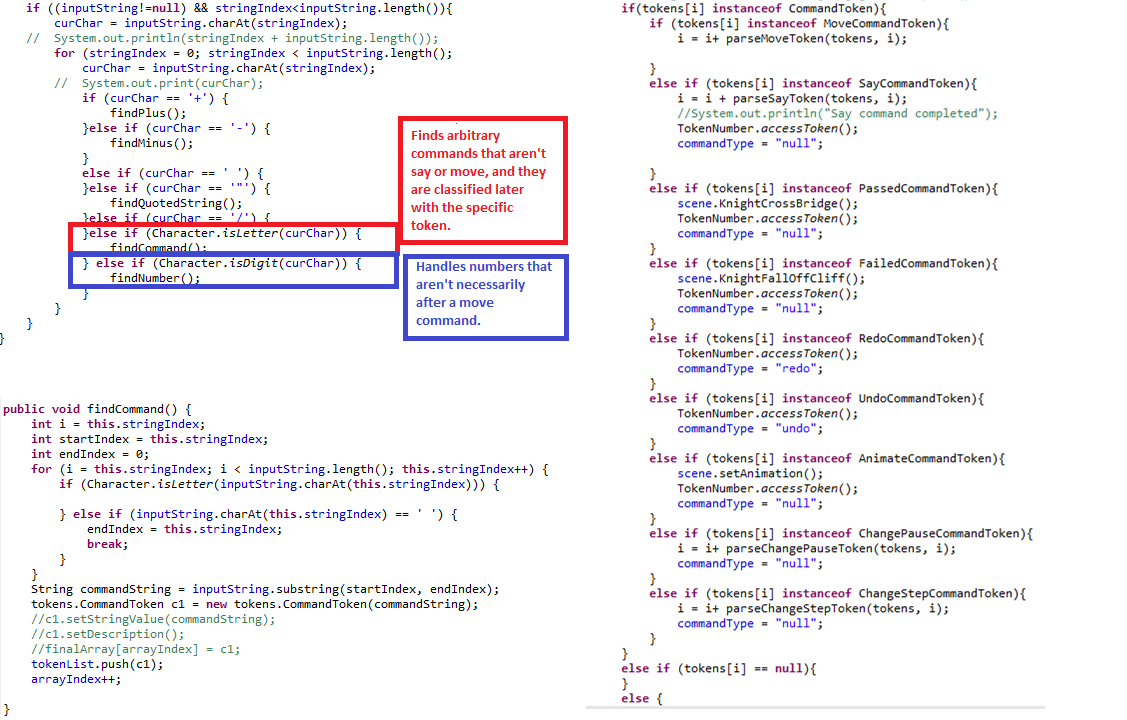 if ((inputString!=null) && stringIndex<inputString.length()){
curChar = inputString.charAt(stringIndex);
// System.out.println(stringIndex + inputString.length());
for (stringIndex = 0; stringIndex < inputString.length();
curChar = inputString.charAt(stringIndex);
// System.out.print(curChar);
if (curChar == '+') {
findPlus();
}else if (curChar == '-') {
findMinus();
}
else if (curChar == ' ') {
}else if (curChar == '"') {
findQuotedString();
}else if (curChar == '/') {
}else if (Character.isLetter(curChar)) {
findCommand();
} else if (Character.isDigit(curChar)) {
findNumber();
}
}
}
}
Finds arbitrary
commands that aren't
say or move, and they
are classified later
with the specific
token.
Handles numbers that
aren't necessarily
after a move
command.
public void findCommand() {
int i = this.stringIndex;
int startIndex = this.stringIndex;
int endIndex = 0;
for (i = this.stringIndex; i < inputString.length(); this.stringIndex++) {
if (Character.isLetter(inputString.charAt(this.stringIndex))) {
} else if (inputString.charAt(this.stringIndex) == ' ') {
endIndex = this.stringIndex;
break;
}
}
String commandString = inputString.substring(startIndex, endIndex);
tokens.CommandToken c1 = new tokens.CommandToken(commandString);
//c1.setStringValue(commandString);
//c1.setDescription();
//finalArray[arrayIndex] = c1;
tokenList.push(c1);
arrayIndex++;
}
if(tokens[i] instanceof CommandToken){
if (tokens[i] instanceof MoveCommandToken){
i = i+ parseMoveToken(tokens, i);
}
else if (tokens[i] instanceof SayCommandToken){
i = i + parseSayToken(tokens, i);
//System.out.println("Say command completed");
TokenNumber.accessToken();
commandType = "null";
}
else if (tokens[i] instanceof PassedCommandToken){
scene.KnightCrossBridge();
TokenNumber.accessToken();
commandType = "null";
}
else if (tokens[i] instanceof FailedCommandToken){
scene.KnightFallOffCliff();
TokenNumber.accessToken();
commandType = "null";
}
else if (tokens[i] instanceof RedoCommandToken){
TokenNumber.accessToken();
commandType = "redo";
}
else if (tokens[i] instanceof UndoCommandToken){
TokenNumber.accessToken();
commandType = "undo";
}
else if (tokens[i] instanceof AnimateCommandToken){
scene.setAnimation();
TokenNumber.accessToken();
commandType = "null";
}
else if (tokens[i] instanceof ChangePauseCommandToken){
i = i+ parseChangePauseToken(tokens, i);
commandType = "null";
}
else if (tokens[i] instanceof ChangeStepCommandToken){
i = i+ parseChangeStepToken(tokens, i);
commandType = "null";
}
}
else if (tokens[i] == null){
}
else {